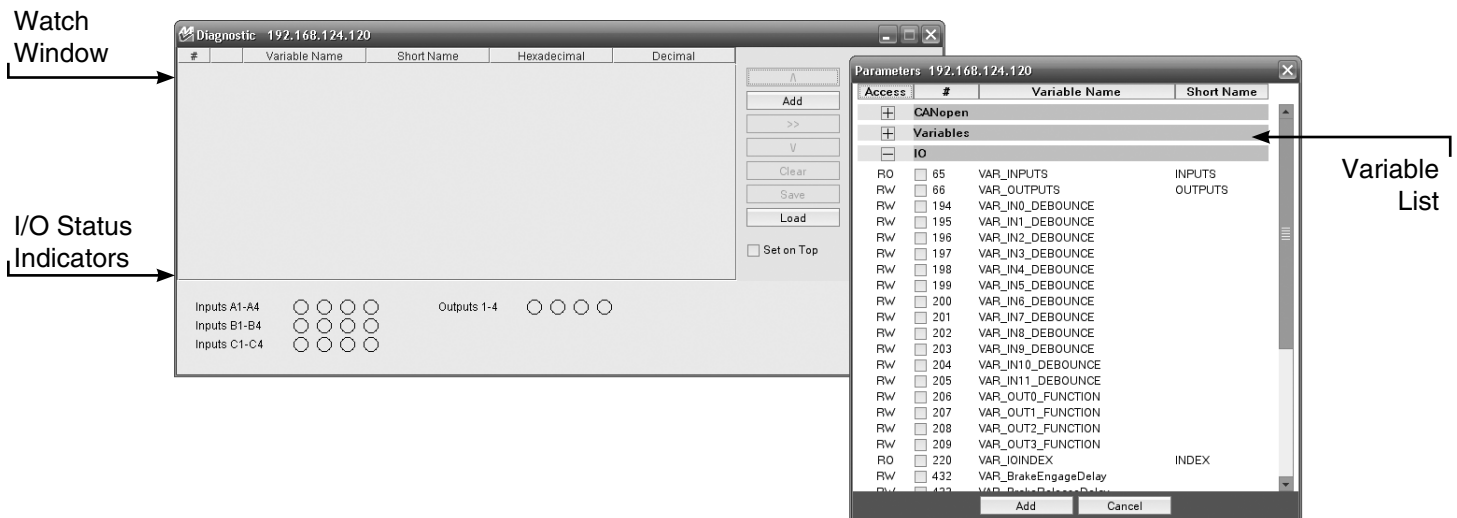 Watch
Window
I/O Status
Indicators
Diagnostic 192.168.124.120
# Variable Name Short Name Hexadecimal Decimal
Λ
Add
>>
V
Clear
Save
Load
Set on Top
Inputs A1-A4 Outputs 1-4
Inputs B1-B4
Inputs C1-C4
Parameters 192.168.124.120
Access # Variable Name Short Name
CANopen
Variables
IO
RO 65 VAR_INPUTS INPUTS
RW 66 VAR_OUTPUTS OUTPUTS
RW 194 VAR_IN0_DEBOUNCE
RW 195 VAR_IN1_DEBOUNCE
RW 196 VAR_IN2_DEBOUNCE
RW 197 VAR_IN3_DEBOUNCE
RW 198 VAR_IN4_DEBOUNCE
RW 199 VAR_IN5_DEBOUNCE
RW 200 VAR_IN6_DEBOUNCE
RW 201 VAR_IN7_DEBOUNCE
RW 202 VAR_IN8_DEBOUNCE
RW 203 VAR_IN9_DEBOUNCE
RW 204 VAR_IN10_DEBOUNCE
RW 205 VAR_IN11_DEBOUNCE
RW 206 VAR_OUT0_FUNCTION
RW 207 VAR_OUT1_FUNCTION
RW 208 VAR_OUT2_FUNCTION
RW 209 VAR_OUT3_FUNCTION
RO 220 VAR_IOINDEX INDEX
RW 432 VAR_BrakeEngageDelay
RW 433 VAR_BrakeReleaseDelay
Add Cancel
Variable
List